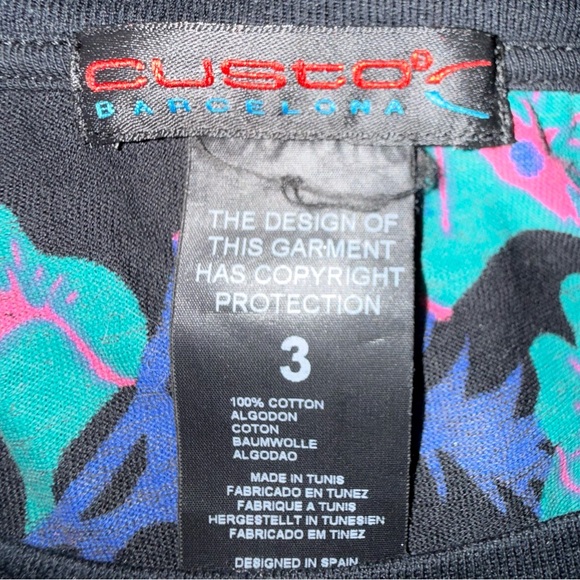 custo
BARCELONA
THE DESIGN OF
THIS GARMENT
HAS COPYRIGHT
PROTECTION
3
100% COTTON
ALGODON
COTON
BAUMWOLLE
ALGODAO
MADE IN TUNIS
FABRICADO EN TUNEZ
FABRIQUE A TUNIS
HERGESTELLT IN TUNESIEN
FABRICADO EM TINEZ
DESIGNED IN SPAIN